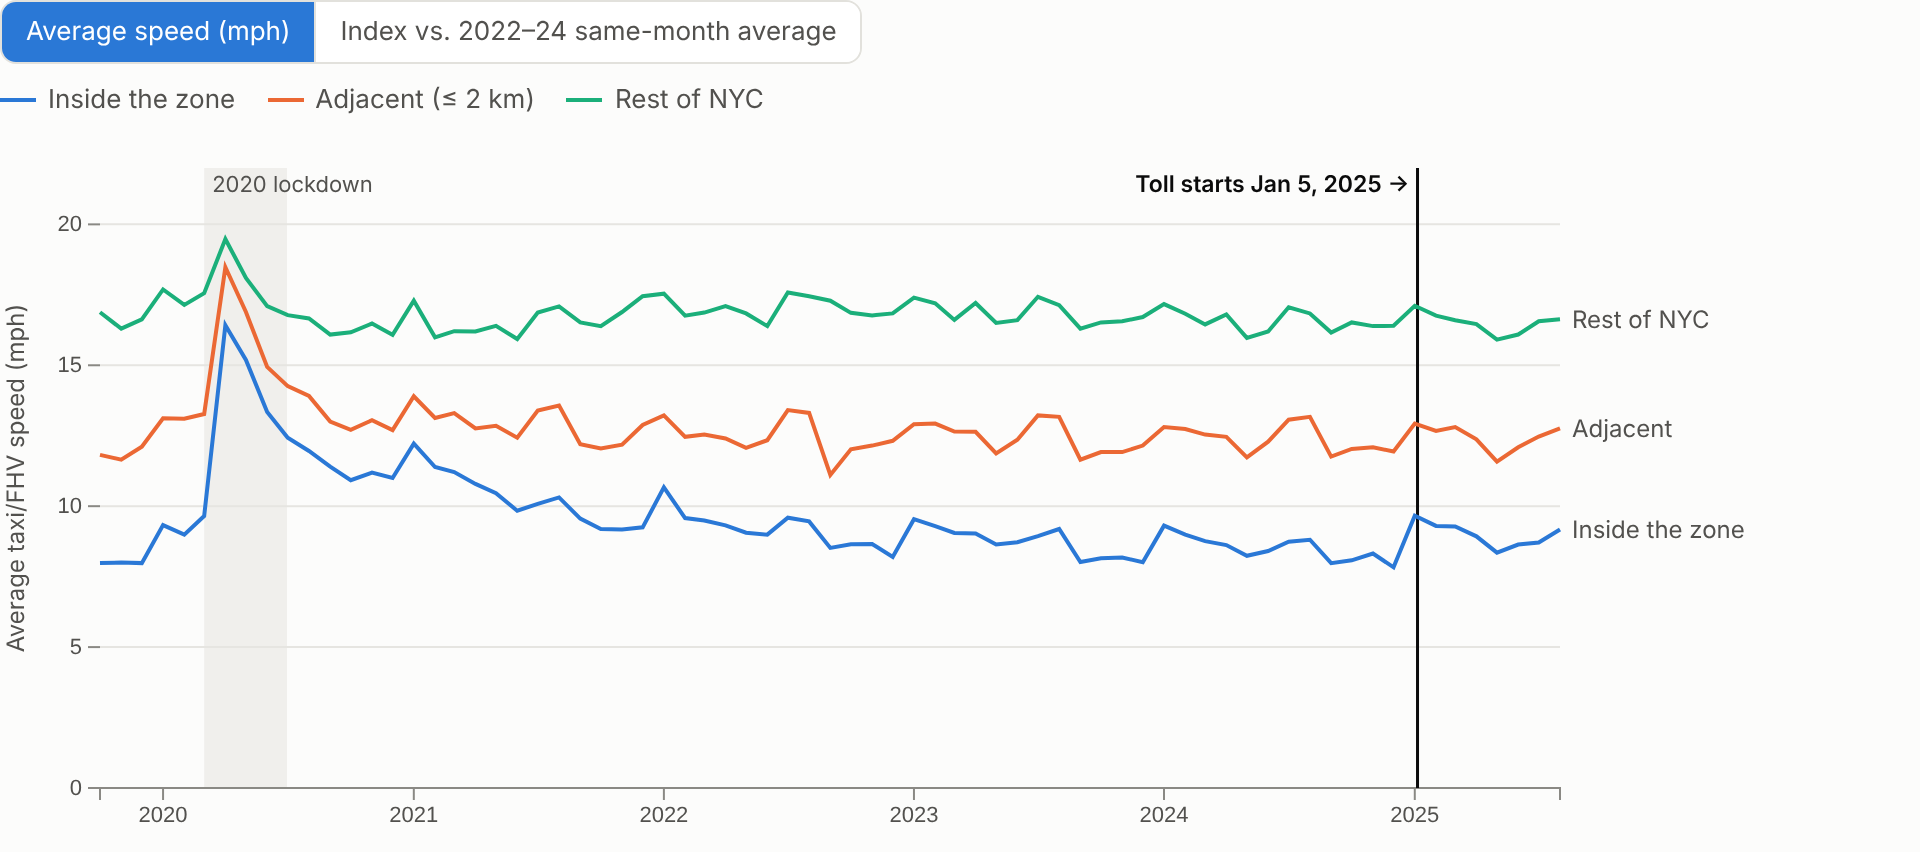 Average speed (mph)
Index vs. 2022–24 same-month average
Inside the zone
Adjacent (≤ 2 km)
Rest of NYC
2020 lockdown
Toll starts Jan 5, 2025 →
Average taxi/FHV speed (mph)
20
15
10
5
0
Rest of NYC
Adjacent
Inside the zone
2020
2021
2022
2023
2024
2025